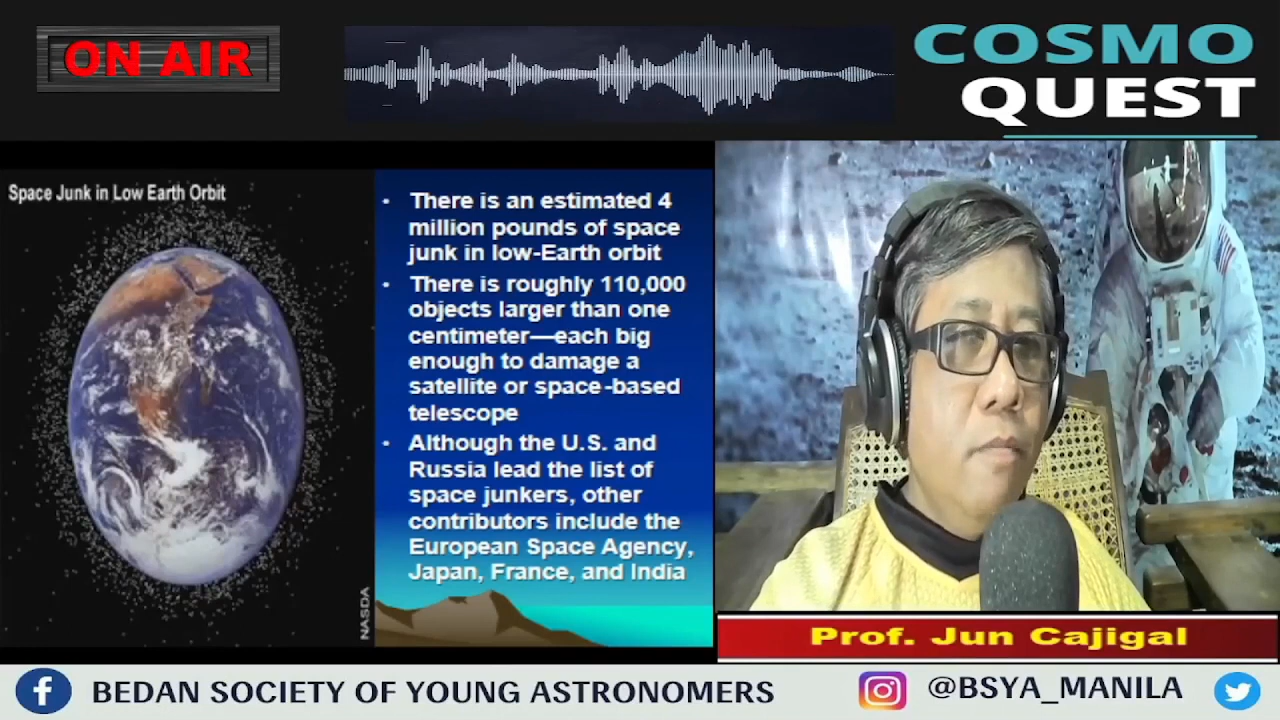 ON AIR
COSMO
QUEST
Space Junk in Low Earth Orbit
• There is an estimated 4
million pounds of space
junk in low-Earth orbit
• There is roughly 110,000
objects larger than one
centimeter—each big
enough to damage a
satellite or space-based
telescope
• Although the U.S. and
Russia lead the list of
space junkers, other
contributors include the
European Space Agency,
Japan, France, and India
NASDA
Prof. Jun Cajigal
BEDAN SOCIETY OF YOUNG ASTRONOMERS
@BSYA_MANILA